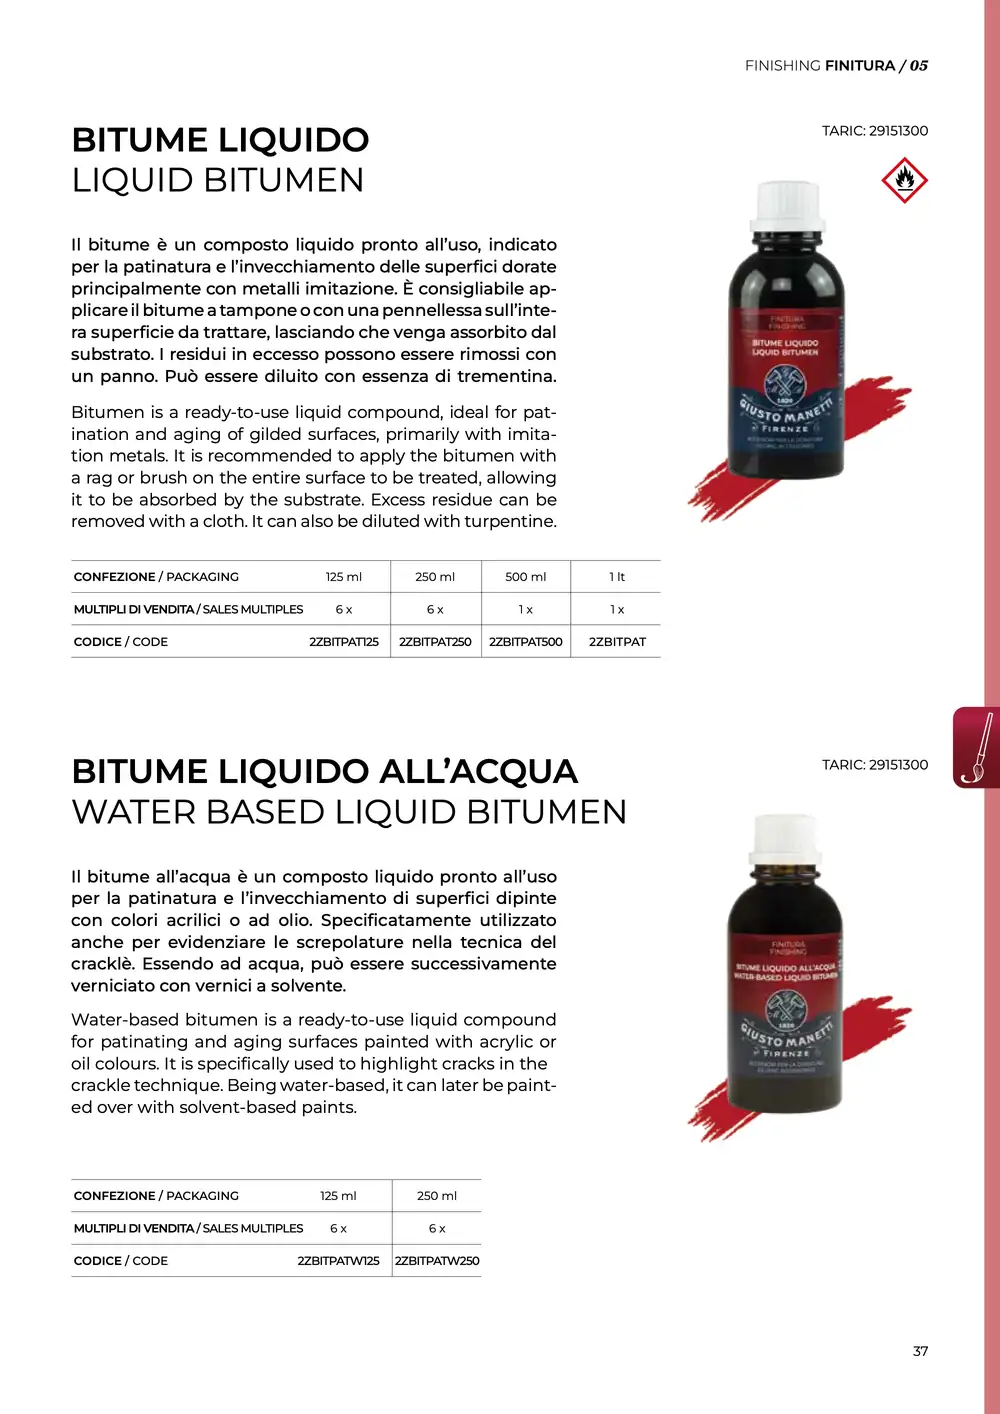 FINISHING FINITURA / 05
BITUME LIQUIDO
LIQUID BITUMEN
TARIC: 29151300
Il bitume è un composto liquido pronto all’uso, indicato
per la patinatura e l’invecchiamento delle superfici dorate
principalmente con metalli imitazione. È consigliabile ap-
plicare il bitume a tampone o con una pennellessa sull’inte-
ra superficie da trattare, lasciando che venga assorbito dal
substrato. I residui in eccesso possono essere rimossi con
un panno. Può essere diluito con essenza di trementina.
Bitumen is a ready-to-use liquid compound, ideal for pat-
ination and aging of gilded surfaces, primarily with imita-
tion metals. It is recommended to apply the bitumen with
a rag or brush on the entire surface to be treated, allowing
it to be absorbed by the substrate. Excess residue can be
removed with a cloth. It can also be diluted with turpentine.
FINITURA
FINISHING
BITUME LIQUIDO
LIQUID BITUMEN
1820
GIUSTO MANETTI
FIRENZE
CONFEZIONE / PACKAGING 125 ml 250 ml 500 ml 1 lt
MULTIPLI DI VENDITA / SALES MULTIPLES 6 x 6 x 1 x 1 x
CODICE / CODE 2ZBITPAT125 2ZBITPAT250 2ZBITPAT500 2ZBITPAT
BITUME LIQUIDO ALL’ACQUA
WATER BASED LIQUID BITUMEN
TARIC: 29151300
Il bitume all’acqua è un composto liquido pronto all’uso
per la patinatura e l’invecchiamento di superfici dipinte
con colori acrilici o ad olio. Specificatamente utilizzato
anche per evidenziare le screpolature nella tecnica del
cracklè. Essendo ad acqua, può essere successivamente
verniciato con vernici a solvente.
Water-based bitumen is a ready-to-use liquid compound
for patinating and aging surfaces painted with acrylic or
oil colours. It is specifically used to highlight cracks in the
crackle technique. Being water-based, it can later be paint-
ed over with solvent-based paints.
FINITURA
FINISHING
BITUME LIQUIDO ALL'ACQUA
WATER-BASED LIQUID BITUMEN
1820
GIUSTO MANETTI
FIRENZE
CONFEZIONE / PACKAGING 125 ml 250 ml
MULTIPLI DI VENDITA / SALES MULTIPLES 6 x 6 x
CODICE / CODE 2ZBITPATW125 2ZBITPATW250
37